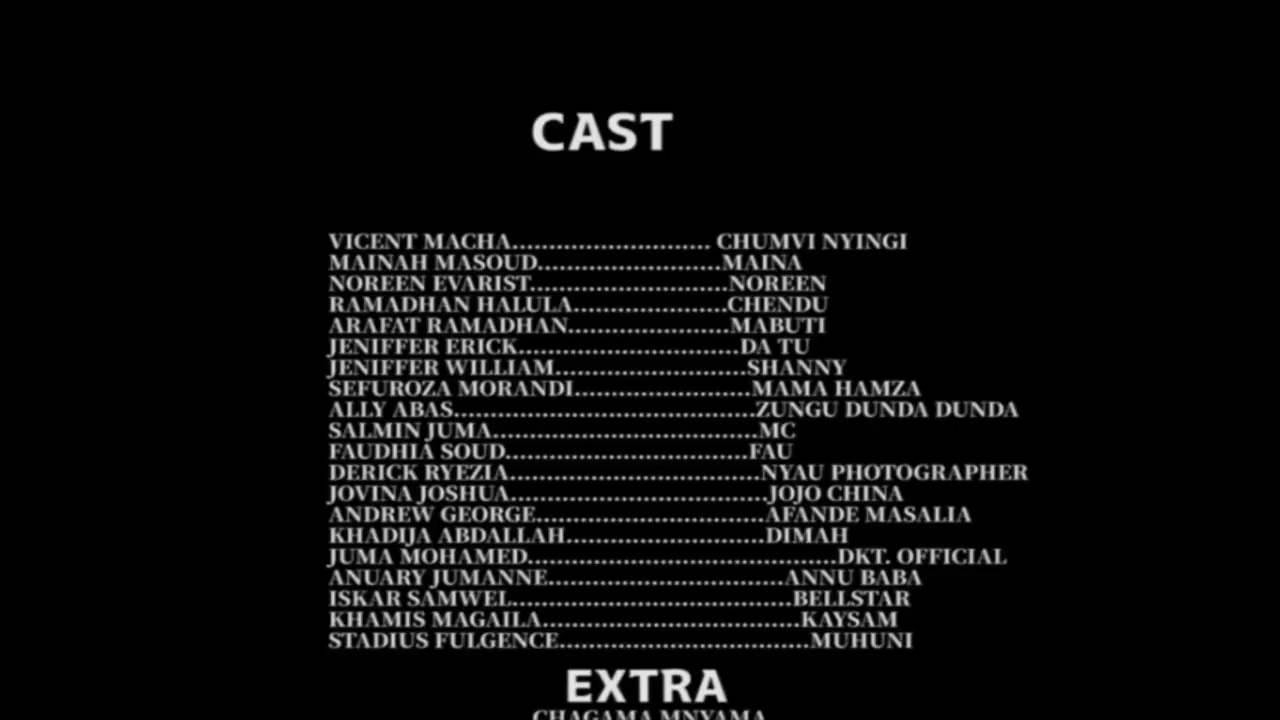 CAST
VICENT MACHA........................... CHUMVI NYINGI
MAINAH MASOUD.........................MAINA
NOREEN EVARIST...........................NOREEN
RAMADHAN HALULA.....................CHENDU
ARAFAT RAMADHAN......................MABUTI
JENIFFER ERICK..............................DA TU
JENIFFER WILLIAM..........................SHANNY
SEFUROZA MORANDI........................MAMA HAMZA
ALLY ABAS.........................................ZUNGU DUNDA DUNDA
SALMIN JUMA....................................MC
FAUDHIA SOUD.................................FAU
DERICK RYEZIA..................................NYAU PHOTOGRAPHER
JOVINA JOSHUA...................................JOJO CHINA
ANDREW GEORGE...............................AFANDE MASALIA
KHADIJA ABDALLAH...........................DIMAH
JUMA MOHAMED..........................................DKT. OFFICIAL
ANUARY JUMANNE................................ANNU BABA
ISKAR SAMWEL......................................BELLSTAR
KHAMIS MAGAILA...................................KAYSAM
STADIUS FULGENCE..................................MUHUNI
EXTRA
CHAGAMA MNYAMA